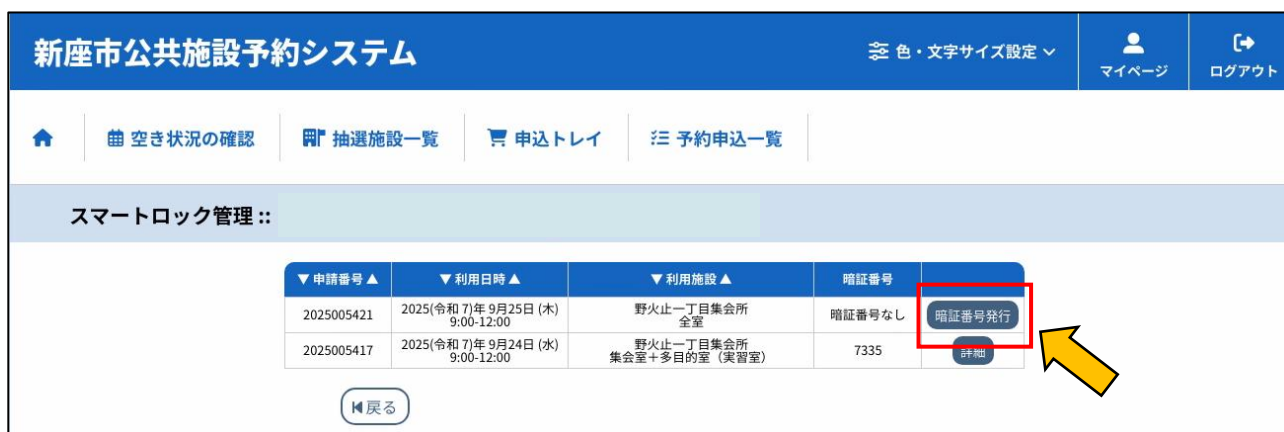 新座市公共施設予約システム
色・文字サイズ設定
マイページ
ログアウト
空き状況の確認
抽選施設一覧
申込トレイ
予約申込一覧
スマートロック管理 ::
▼ 申請番号 ▲ ▼ 利用日時 ▲ ▼ 利用施設 ▲ 暗証番号
2025005421 2025(令和 7)年 9月25日 (木) 野火止一丁目集会所 暗証番号なし 暗証番号発行
9:00-12:00 全室
2025005417 2025(令和 7)年 9月24日 (水) 野火止一丁目集会所 7335 詳細
9:00-12:00 集会室＋多目的室（実習室）
戻る